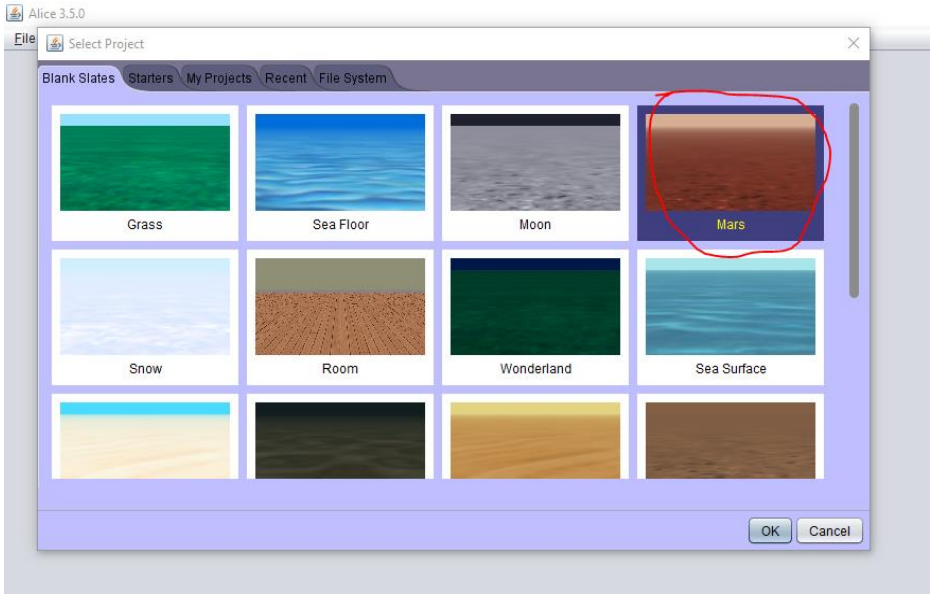 Alice 3.5.0
File
Select Project
Blank Slates Starters My Projects Recent File System
Grass Sea Floor Moon Mars
Snow Room Wonderland Sea Surface
OK Cancel